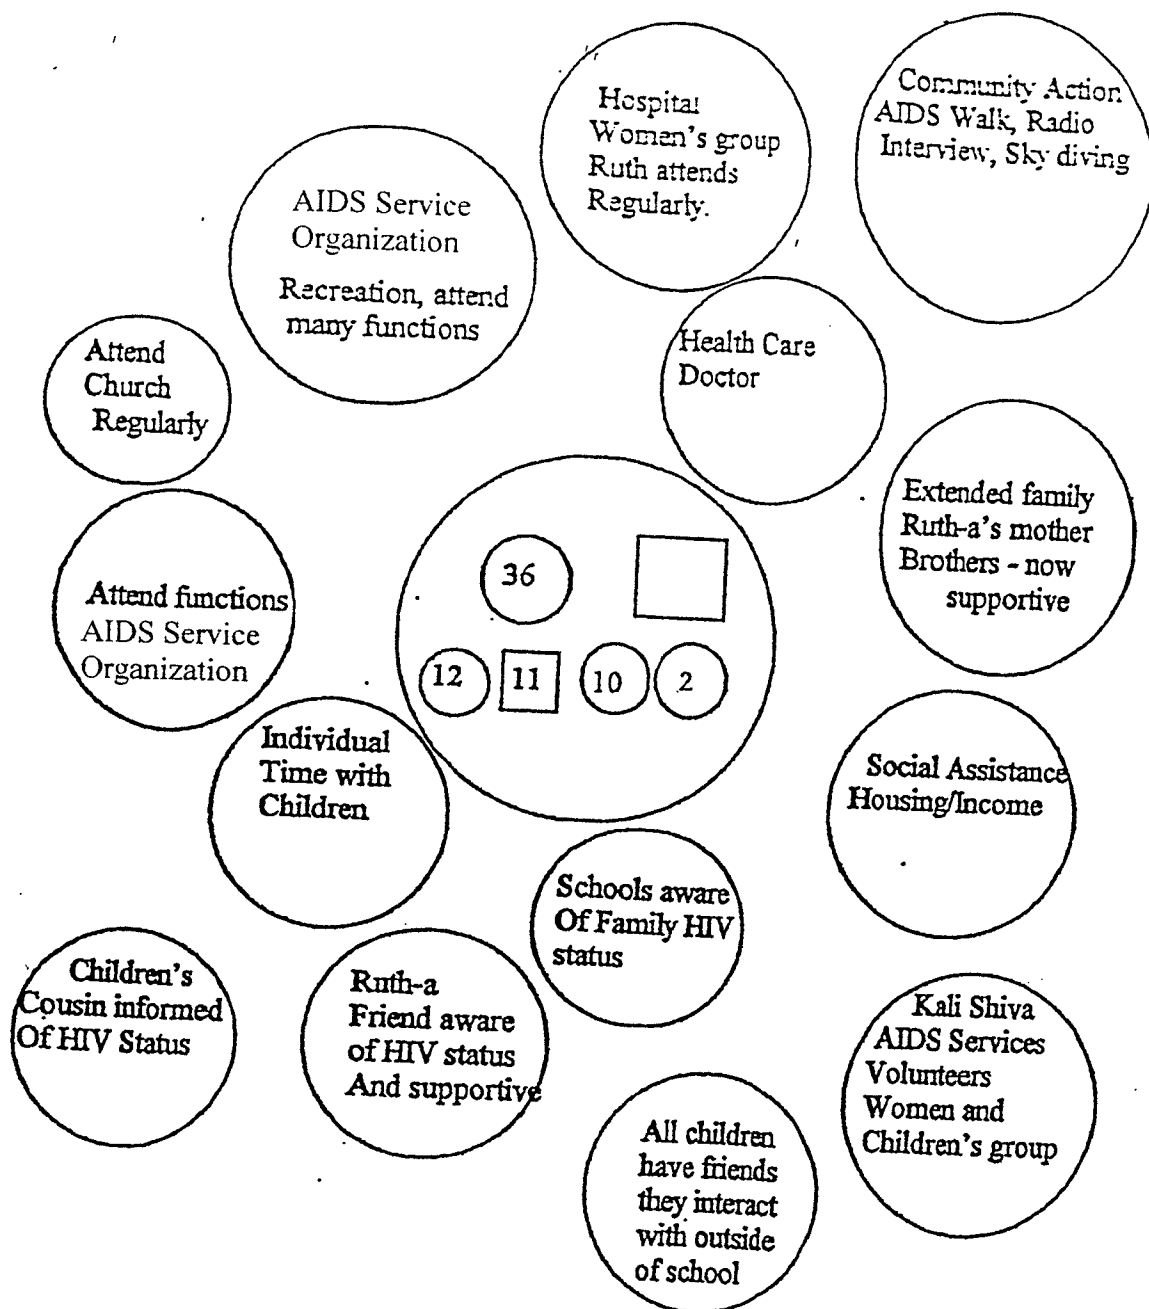 Hospital
Women's group
Ruth attends
Regularly.
Community Action
AIDS Walk, Radio
Interview, Sky diving
AIDS Service
Organization
Recreation, attend
many functions
Attend
Church
Regularly
Health Care
Doctor
Extended family
Ruth-a's mother
Brothers - now
supportive
36
12
11
10
2
Attend functions
AIDS Service
Organization
Individual
Time with
Children
Social Assistance
Housing/Income
Schools aware
Of Family HIV
status
Children's
Cousin informed
Of HIV Status
Ruth-a
Friend aware
of HIV status
And supportive
Kali Shiva
AIDS Services
Volunteers
Women and
Children's group
All children
have friends
they interact
with outside
of school